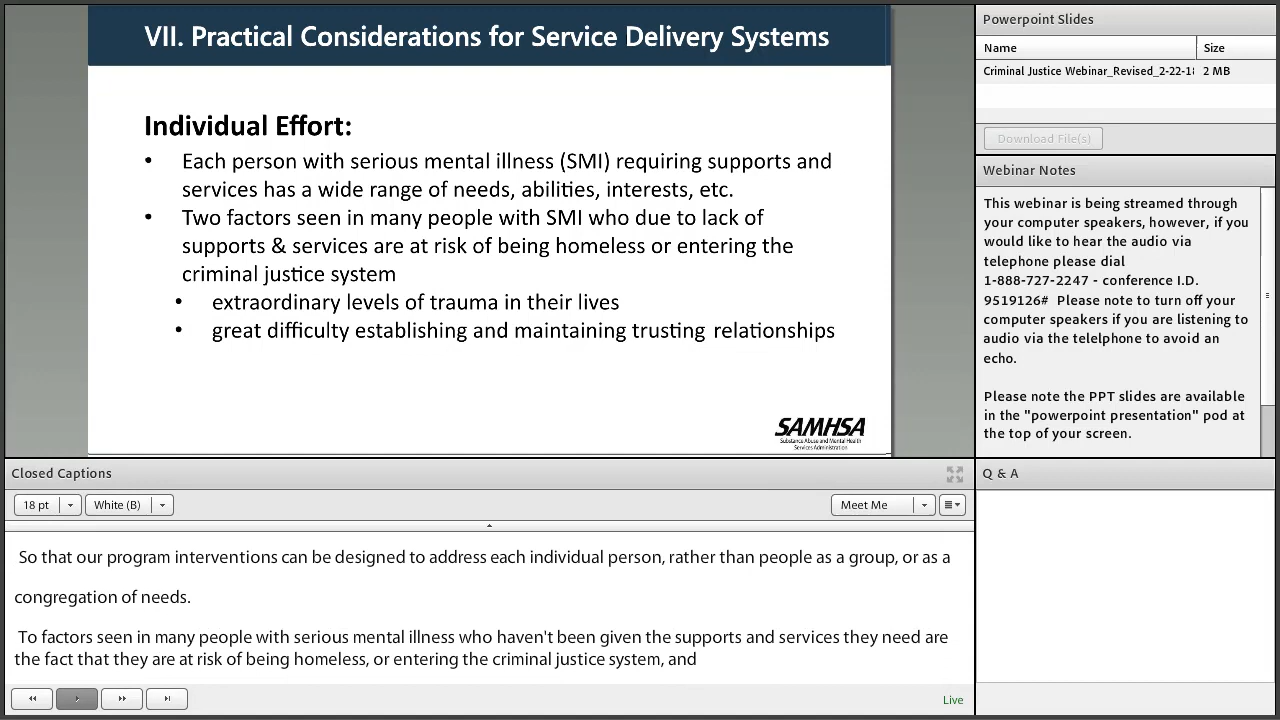 VII. Practical Considerations for Service Delivery Systems
Individual Effort:
• Each person with serious mental illness (SMI) requiring supports and
services has a wide range of needs, abilities, interests, etc.
• Two factors seen in many people with SMI who due to lack of
supports & services are at risk of being homeless or entering the
criminal justice system
• extraordinary levels of trauma in their lives
• great difficulty establishing and maintaining trusting relationships
SAMHSA
Substance Abuse and Mental Health
Services Administration
Powerpoint Slides
Name Size
Criminal Justice Webinar_Revised_2-22-18 2 MB
Download File(s)
Webinar Notes
This webinar is being streamed through
your computer speakers, however, if you
would like to hear the audio via
telephone please dial
1-888-727-2247 - conference I.D.
9519126# Please note to turn off your
computer speakers if you are listening to
audio via the telelphone to avoid an
echo.
Please note the PPT slides are available
in the "powerpoint presentation" pod at
the top of your screen.
Closed Captions
18 pt White (B) Meet Me
So that our program interventions can be designed to address each individual person, rather than people as a group, or as a
congregation of needs.
To factors seen in many people with serious mental illness who haven't been given the supports and services they need are
the fact that they are at risk of being homeless, or entering the criminal justice system, and
Live
Q & A